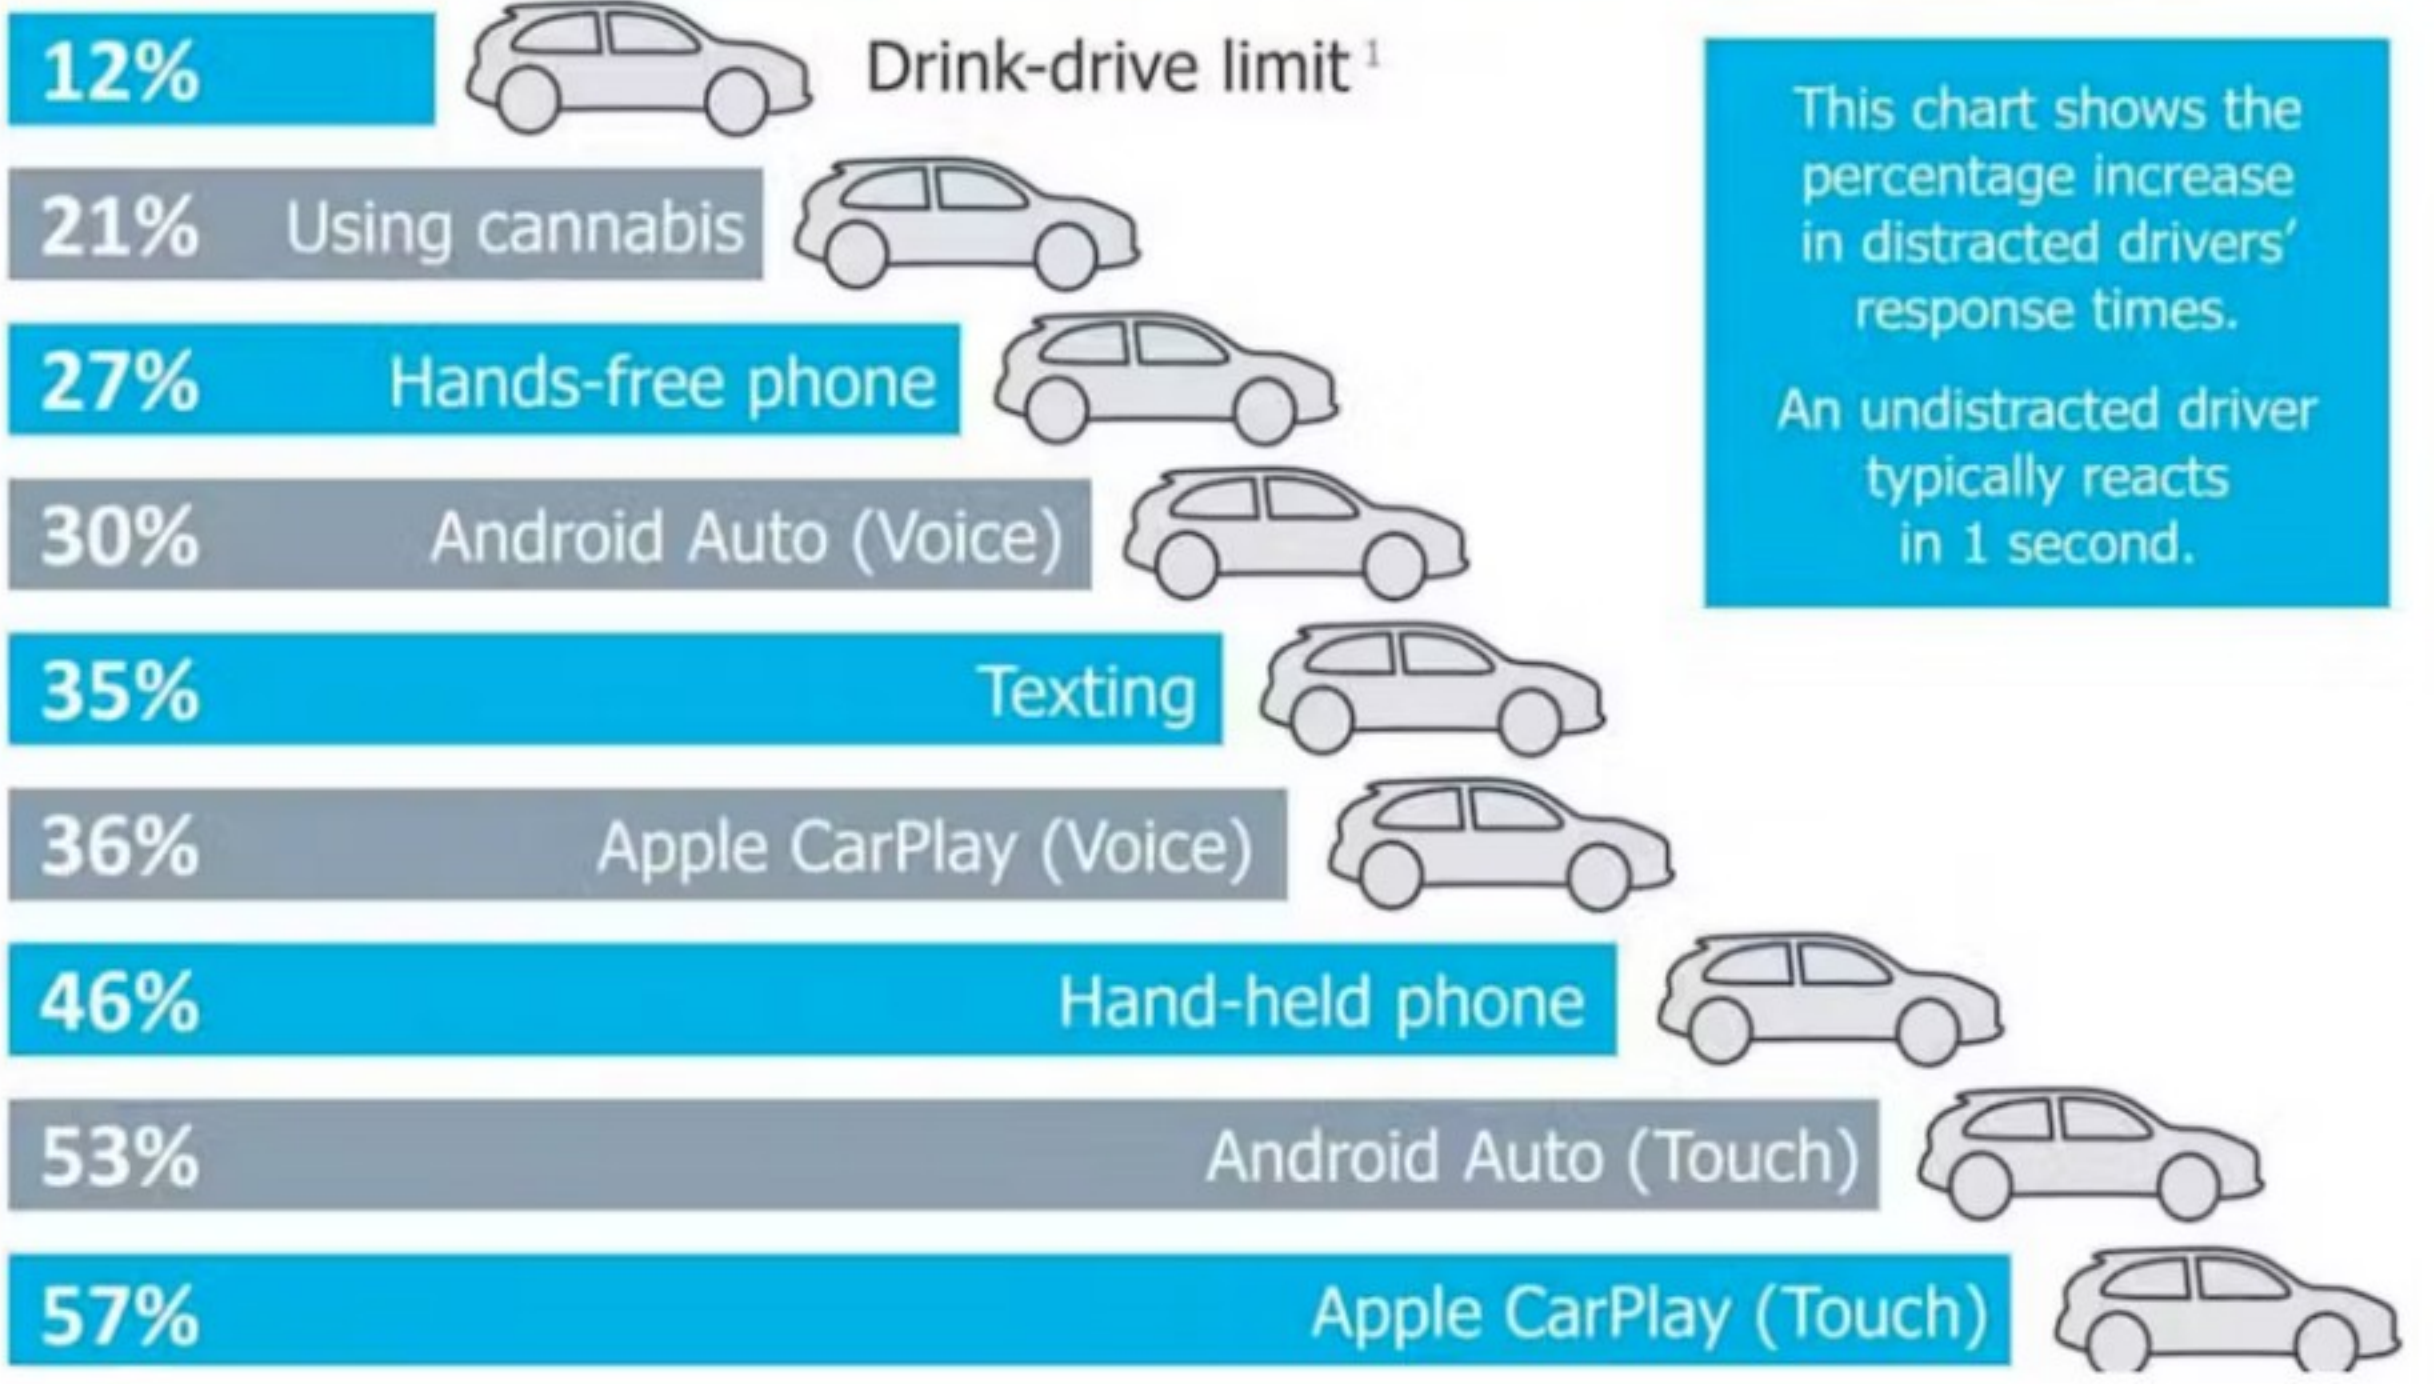 12%
Drink-drive limit ¹
21% Using cannabis
27% Hands-free phone
30% Android Auto (Voice)
35% Texting
36% Apple CarPlay (Voice)
46% Hand-held phone
53% Android Auto (Touch)
57% Apple CarPlay (Touch)
This chart shows the
percentage increase
in distracted drivers’
response times.
An undistracted driver
typically reacts
in 1 second.